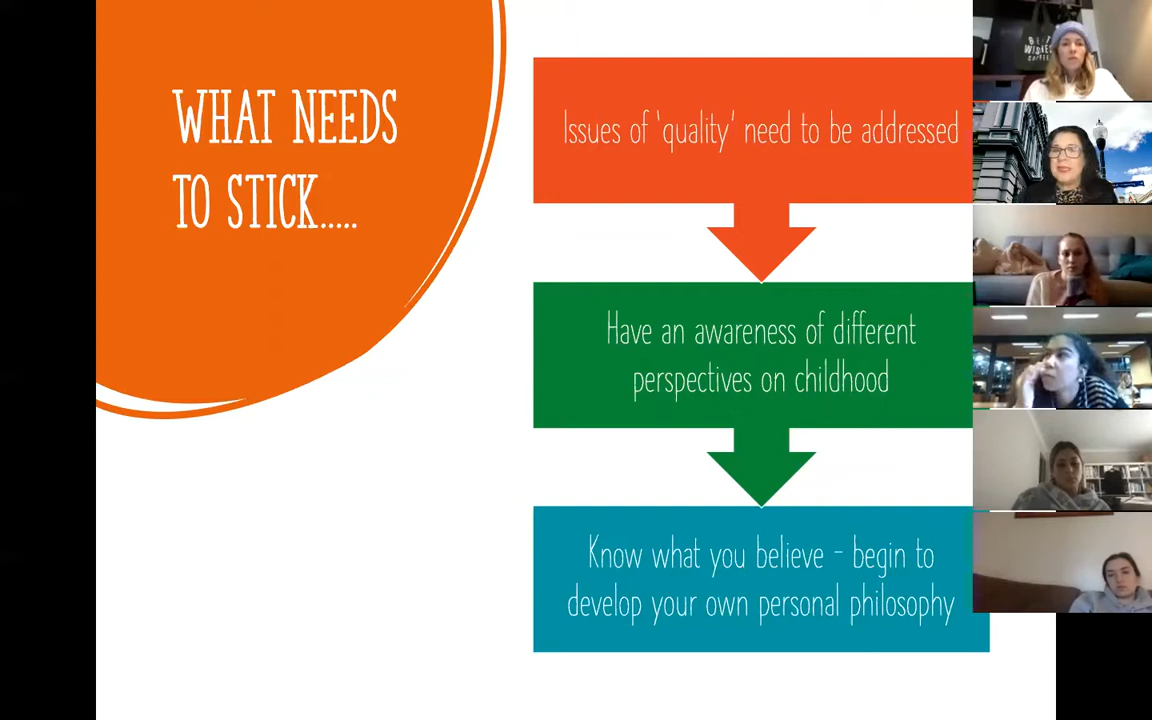 WHAT NEEDS
TO STICK.....
Issues of 'quality' need to be addressed
Have an awareness of different
perspectives on childhood
Know what you believe - begin to
develop your own personal philosophy